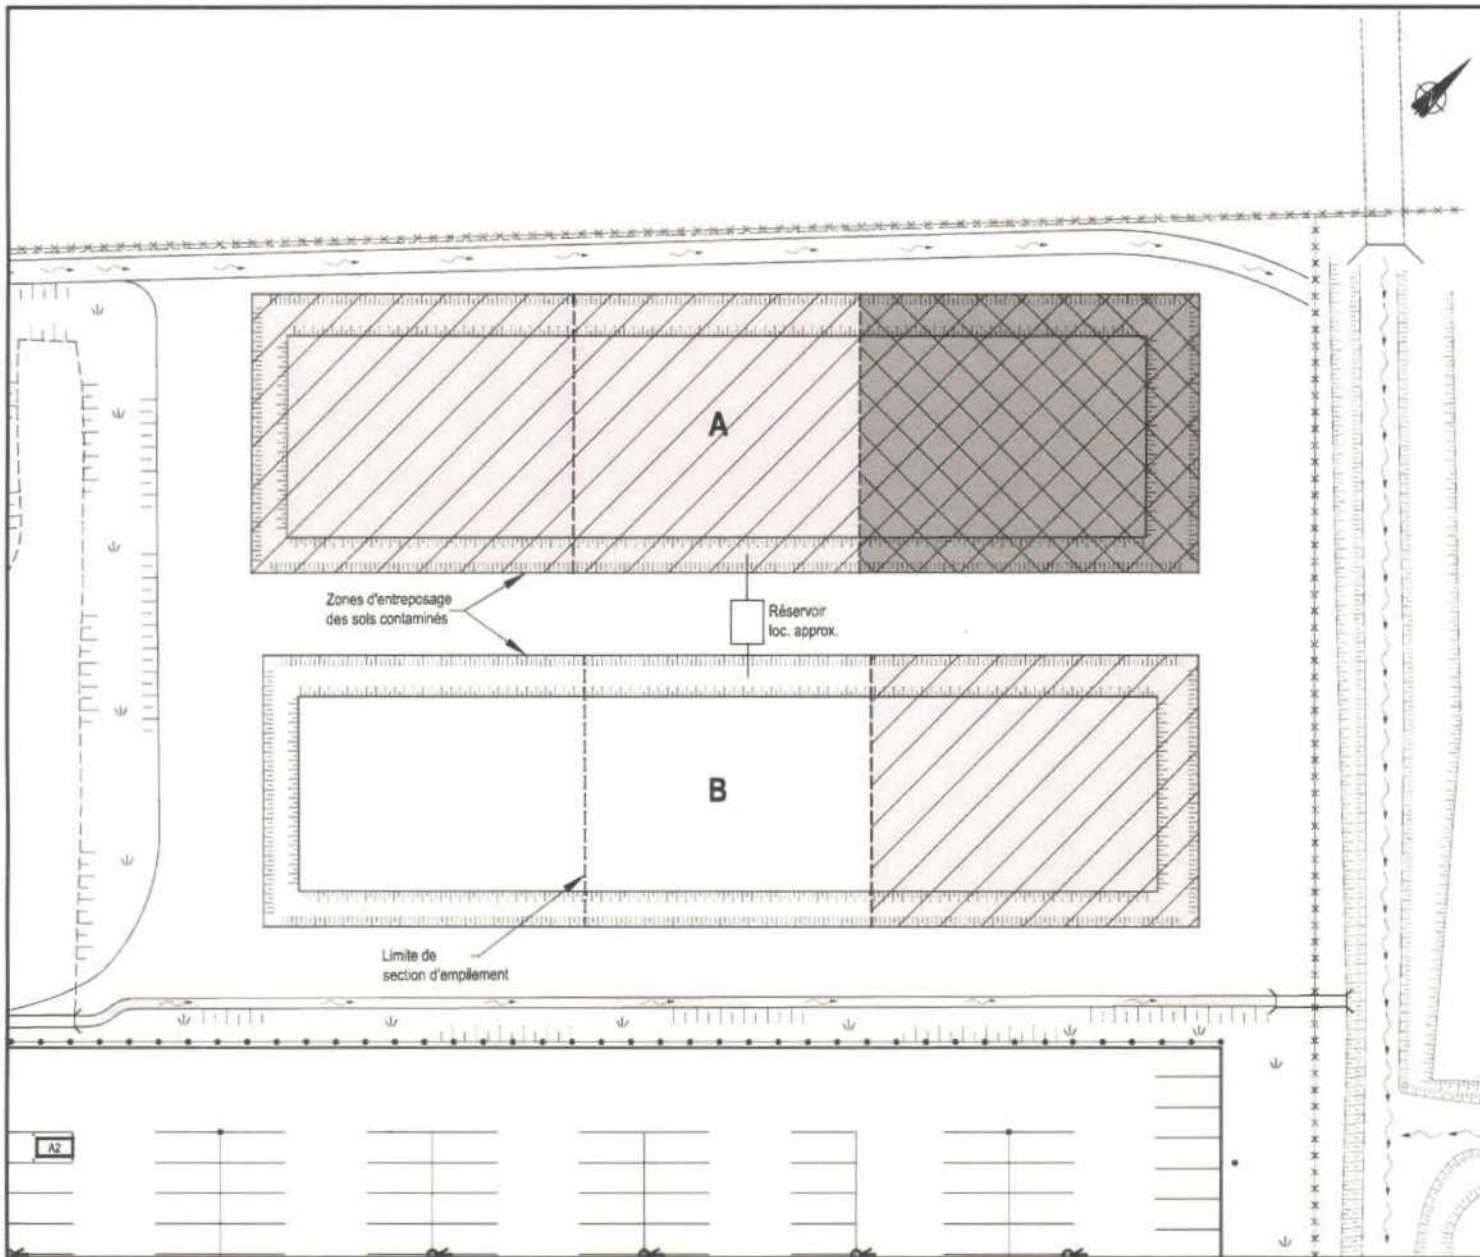 A
Zones d'entreposage
des sols contaminés
Réservoir
loc. approx.
B
Limite de
section d'empilement
A2